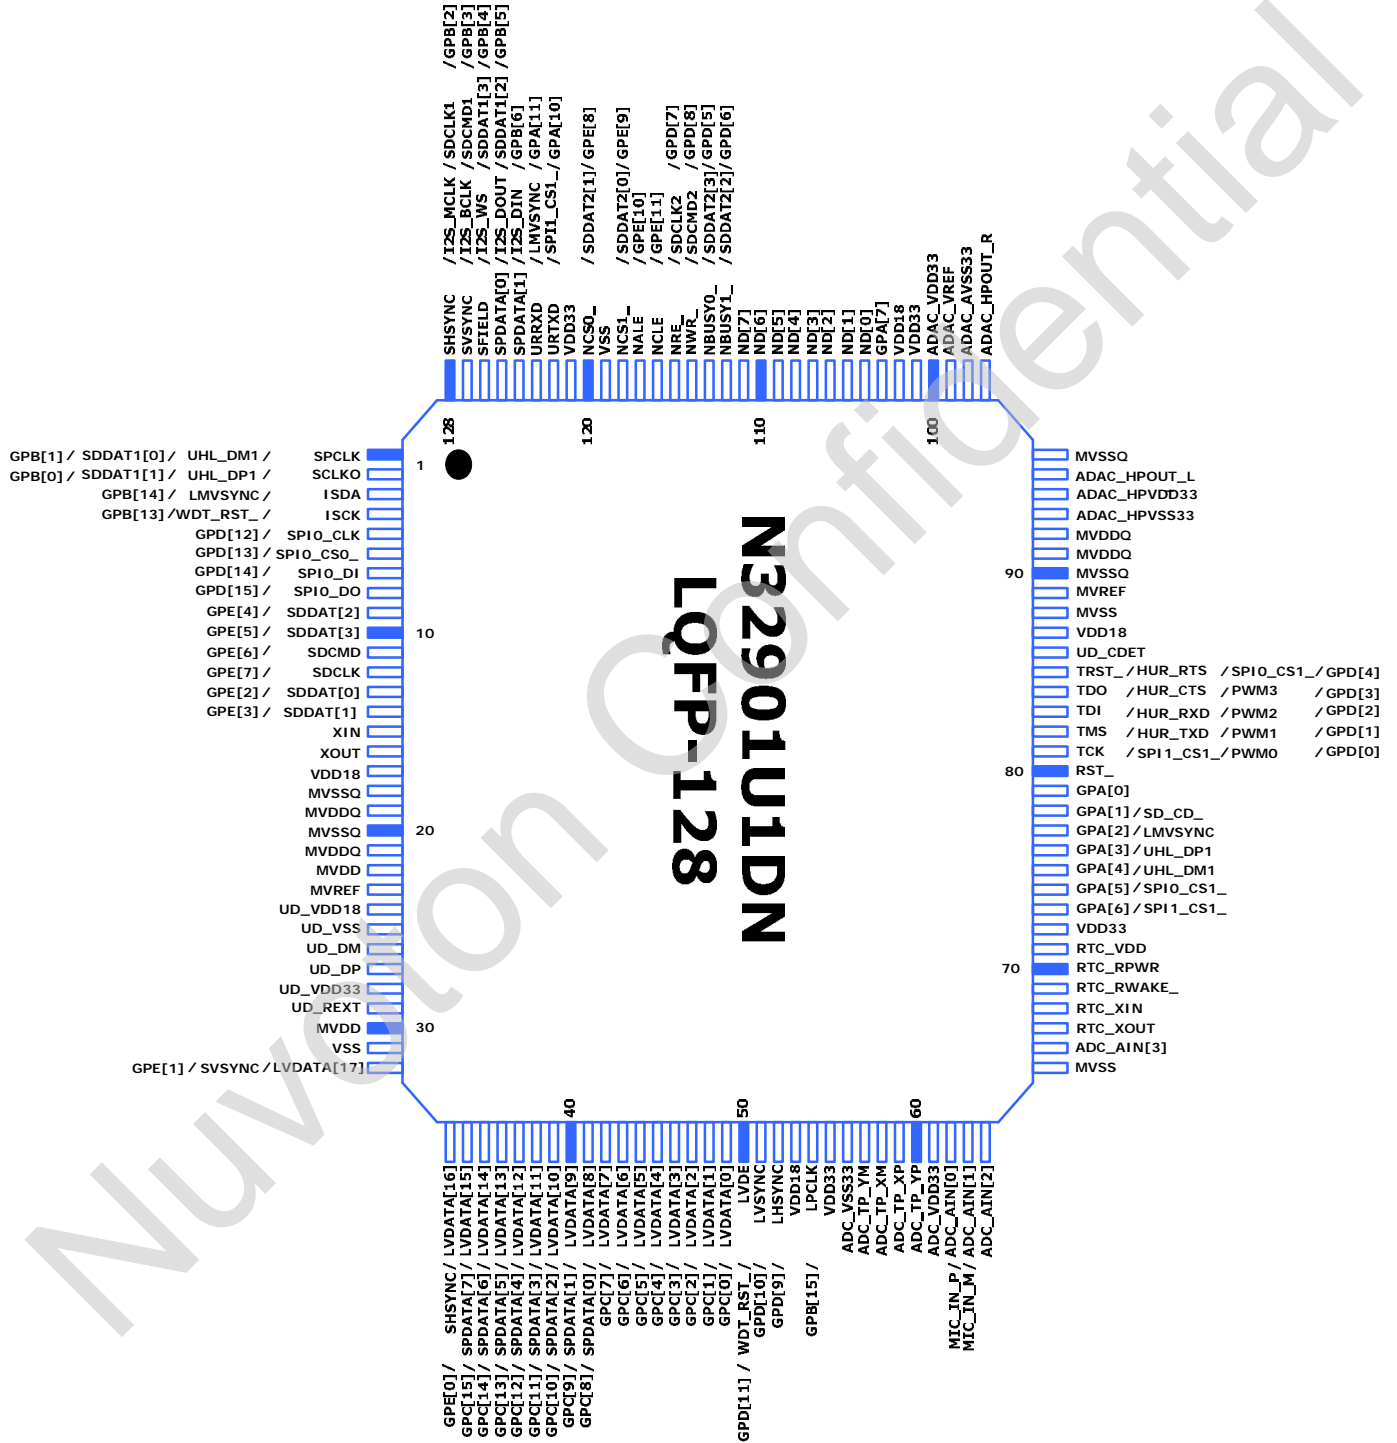 SHSYNC /I2S_MCLK /SDCLK1 /GPB[2]
SVSYNC /I2S_BCLK /SDCMD1 /GPB[3]
SFIELD /I2S_WS /SDDAT1[3] /GPB[4]
SPDATA[0] /I2S_DOUT /SDDAT1[2] /GPB[5]
SPDATA[1] /I2S_DIN /GPB[6]
URRXD /LMVSYNC /GPA[11]
URTXD /SPI1_CS1_ /GPA[10]
VDD33
NCS0_ /SDDAT2[1]/GPE[8]
VSS
NCS1_ /SDDAT2[0]/GPE[9]
NALE /GPE[10]
NCLE /GPE[11]
NRE_ /SDCLK2 /GPD[7]
NWR_ /SDCMD2 /GPD[8]
NBUSY0_ /SDDAT2[3]/GPD[5]
NBUSY1_ /SDDAT2[2]/GPD[6]
ND[7]
ND[6]
ND[5]
ND[4]
ND[3]
ND[2]
ND[1]
ND[0]
GPA[7]
VDD18
VDD33
ADAC_VDD33
ADAC_VREF
ADAC_AVSS33
ADAC_HPOUT_R
128
120
110
100
GPB[1] / SDDAT1[0] / UHL_DM1 / SPCLK
1
GPB[0] / SDDAT1[1] / UHL_DP1 / SCLKO
GPB[14] / LMVSYNC / ISDA
GPB[13] /WDT_RST_ / ISCK
GPD[12] / SPI0_CLK
GPD[13] / SPI0_CS0_
GPD[14] / SPI0_DI
GPD[15] / SPI0_DO
GPE[4] / SDDAT[2]
GPE[5] / SDDAT[3]
10
GPE[6] / SDCMD
GPE[7] / SDCLK
GPE[2] / SDDAT[0]
GPE[3] / SDDAT[1]
XIN
XOUT
VDD18
MVSSQ
MVDDQ
MVSSQ
20
MVDDQ
MVDD
MVREF
UD_VDD18
UD_VSS
UD_DM
UD_DP
UD_VDD33
UD_REXT
MVDD
30
VSS
GPE[1] / SVSYNC / LVDATA[17]
N32901U1DN
LQFP-128
MVSSQ
ADAC_HPOUT_L
ADAC_HPVDD33
ADAC_HPVSS33
MVDDQ
MVDDQ
90
MVSSQ
MVREF
MVSS
VDD18
UD_CDET
TRST_ /HUR_RTS /SPI0_CS1_ /GPD[4]
TDO /HUR_CTS /PWM3 /GPD[3]
TDI /HUR_RXD /PWM2 /GPD[2]
TMS /HUR_TXD /PWM1 /GPD[1]
TCK /SPI1_CS1_ /PWM0 /GPD[0]
80
RST_
GPA[0]
GPA[1] /SD_CD_
GPA[2] /LMVSYNC
GPA[3] /UHL_DP1
GPA[4] /UHL_DM1
GPA[5] /SPI0_CS1_
GPA[6] /SPI1_CS1_
VDD33
RTC_VDD
70
RTC_RPWR
RTC_RWAKE_
RTC_XIN
RTC_XOUT
ADC_AIN[3]
MVSS
40
50
60
GPE[0] / SHSYNC / LVDATA[16]
GPC[15] / SPDATA[7] / LVDATA[15]
GPC[14] / SPDATA[6] / LVDATA[14]
GPC[13] / SPDATA[5] / LVDATA[13]
GPC[12] / SPDATA[4] / LVDATA[12]
GPC[11] / SPDATA[3] / LVDATA[11]
GPC[10] / SPDATA[2] / LVDATA[10]
GPC[9] / SPDATA[1] / LVDATA[9]
GPC[8] / SPDATA[0] / LVDATA[8]
GPC[7] / LVDATA[7]
GPC[6] / LVDATA[6]
GPC[5] / LVDATA[5]
GPC[4] / LVDATA[4]
GPC[3] / LVDATA[3]
GPC[2] / LVDATA[2]
GPC[1] / LVDATA[1]
GPC[0] / LVDATA[0]
GPD[11] / WDT_RST_ / LVDE
GPD[10] / LVSYNC
GPD[9] / LHSYNC
VDD18
GPB[15] / LPCLK
VDD33
ADC_VSS33
ADC_TP_YM
ADC_TP_XM
ADC_TP_XP
ADC_TP_YP
ADC_VDD33
MIC_IN_P / ADC_AIN[0]
MIC_IN_M / ADC_AIN[1]
ADC_AIN[2]
Nuvoton Confidential